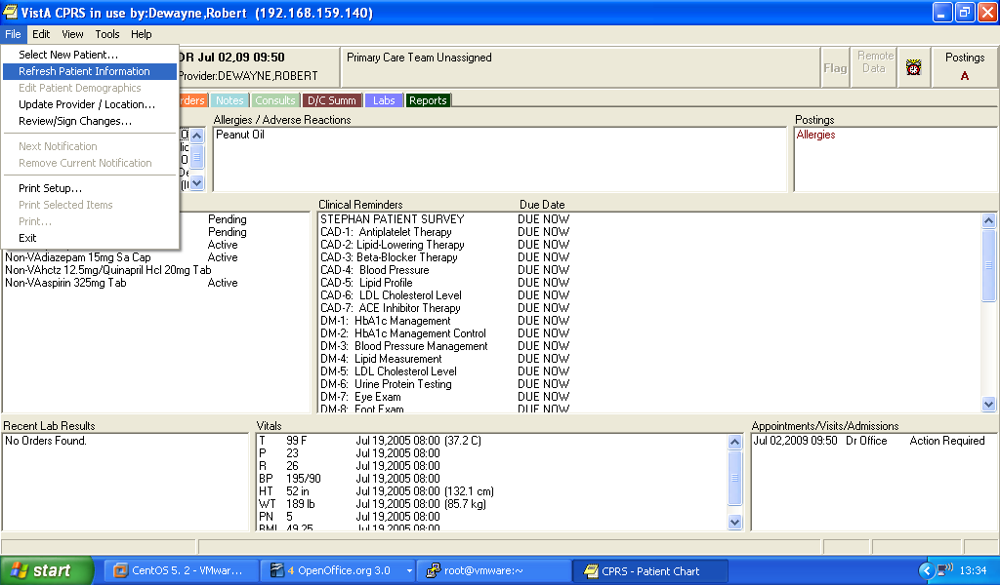 VistA CPRS in use by:Dewayne,Robert (192.168.159.140)
File Edit View Tools Help
Select New Patient...
Refresh Patient Information
Edit Patient Demographics
Update Provider / Location...
Review/Sign Changes...
Next Notification
Remove Current Notification
Print Setup...
Print Selected Items
Print...
Exit
DR Jul 02,09 09:50
Provider:DEWAYNE,ROBERT
Primary Care Team Unassigned
Flag
Remote
Data
Postings
A
Notes Consults D/C Summ Labs Reports
Allergies / Adverse Reactions
Peanut Oil
Postings
Allergies
Pending
Pending
Active
Non-VAdiazepam 15mg Sa Cap Active
Non-VAhctz 12.5mg/Quinapril Hcl 20mg Tab
Non-VAaspirin 325mg Tab Active
Clinical Reminders Due Date
STEPHAN PATIENT SURVEY DUE NOW
CAD-1: Antiplatelet Therapy DUE NOW
CAD-2: Lipid-Lowering Therapy DUE NOW
CAD-3: Beta-Blocker Therapy DUE NOW
CAD-4: Blood Pressure DUE NOW
CAD-5: Lipid Profile DUE NOW
CAD-6: LDL Cholesterol Level DUE NOW
CAD-7: ACE Inhibitor Therapy DUE NOW
DM-1: HbA1c Management DUE NOW
DM-2: HbA1c Management Control DUE NOW
DM-3: Blood Pressure Management DUE NOW
DM-4: Lipid Measurement DUE NOW
DM-5: LDL Cholesterol Level DUE NOW
DM-6: Urine Protein Testing DUE NOW
DM-7: Eye Exam DUE NOW
DM-8: Foot Exam DUE NOW
Recent Lab Results
No Orders Found.
Vitals
T 99 F Jul 19,2005 08:00 (37.2 C)
P 23 Jul 19,2005 08:00
R 26 Jul 19,2005 08:00
BP 195/90 Jul 19,2005 08:00
HT 52 in Jul 19,2005 08:00 (132.1 cm)
WT 189 lb Jul 19,2005 08:00 (85.7 kg)
PN 5 Jul 19,2005 08:00
BMI 49.25 Jul 19,2005 08:00
Appointments/Visits/Admissions
Jul 02,2009 09:50 Dr Office Action Required
start
CentOS 5.2 - VMwar...
4 OpenOffice.org 3.0
root@vmware:~
CPRS - Patient Chart
13:34